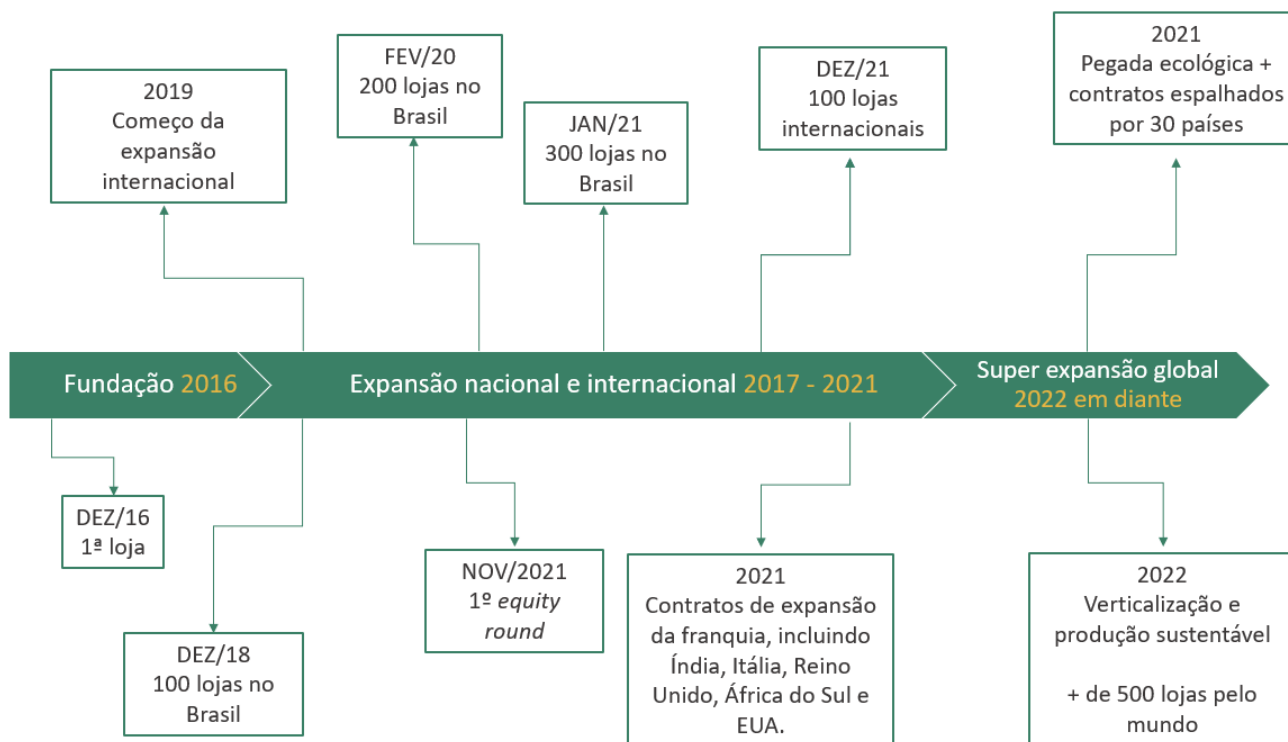 2019
Começo da
expansão
internacional
FEV/20
200 lojas no
Brasil
JAN/21
300 lojas no
Brasil
DEZ/21
100 lojas
internacionais
2021
Pegada ecológica +
contratos espalhados
por 30 países
Fundação 2016
Expansão nacional e internacional 2017 - 2021
Super expansão global
2022 em diante
DEZ/16
1ª loja
DEZ/18
100 lojas no
Brasil
NOV/2021
1º equity
round
2021
Contratos de expansão
da franquia, incluindo
Índia, Itália, Reino
Unido, África do Sul e
EUA.
2022
Verticalização e
produção sustentável
+ de 500 lojas pelo
mundo